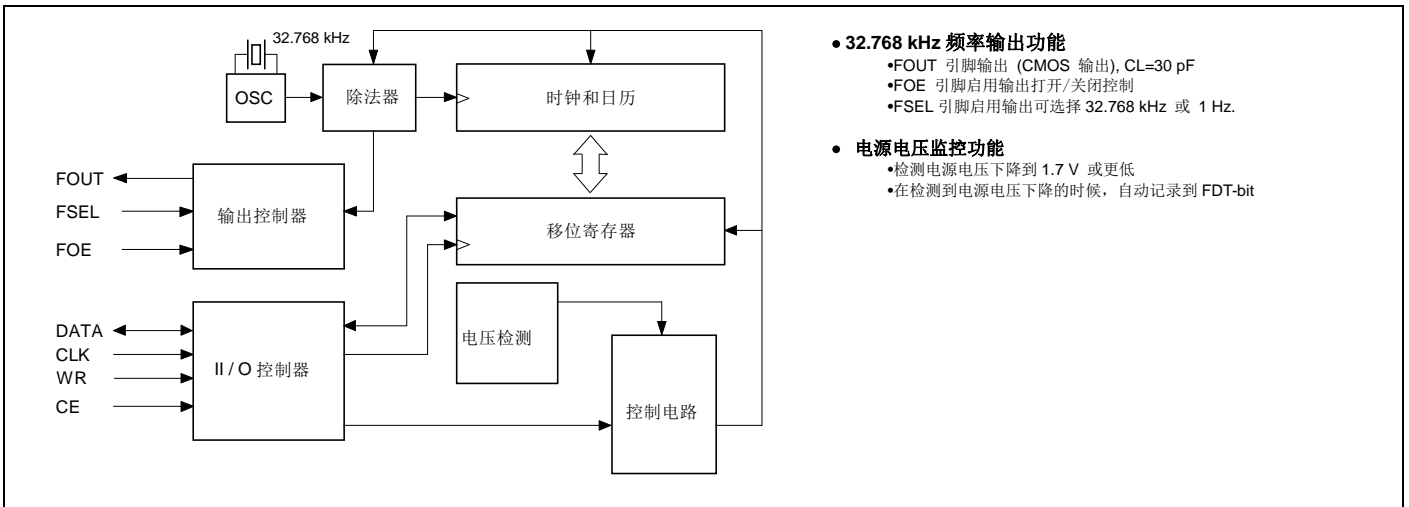 32.768 kHz
OSC
除法器
时钟和日历
FOUT
FSEL
FOE
输出控制器
移位寄存器
DATA
CLK
WR
CE
II / O 控制器
电压检测
控制电路
● 32.768 kHz 频率输出功能
•FOUT 引脚输出 (CMOS 输出), CL=30 pF
•FOE 引脚启用输出打开/关闭控制
•FSEL 引脚启用输出可选择 32.768 kHz 或 1 Hz.
● 电源电压监控功能
•检测电源电压下降到 1.7 V 或更低
•在检测到电源电压下降的时候，自动记录到 FDT-bit